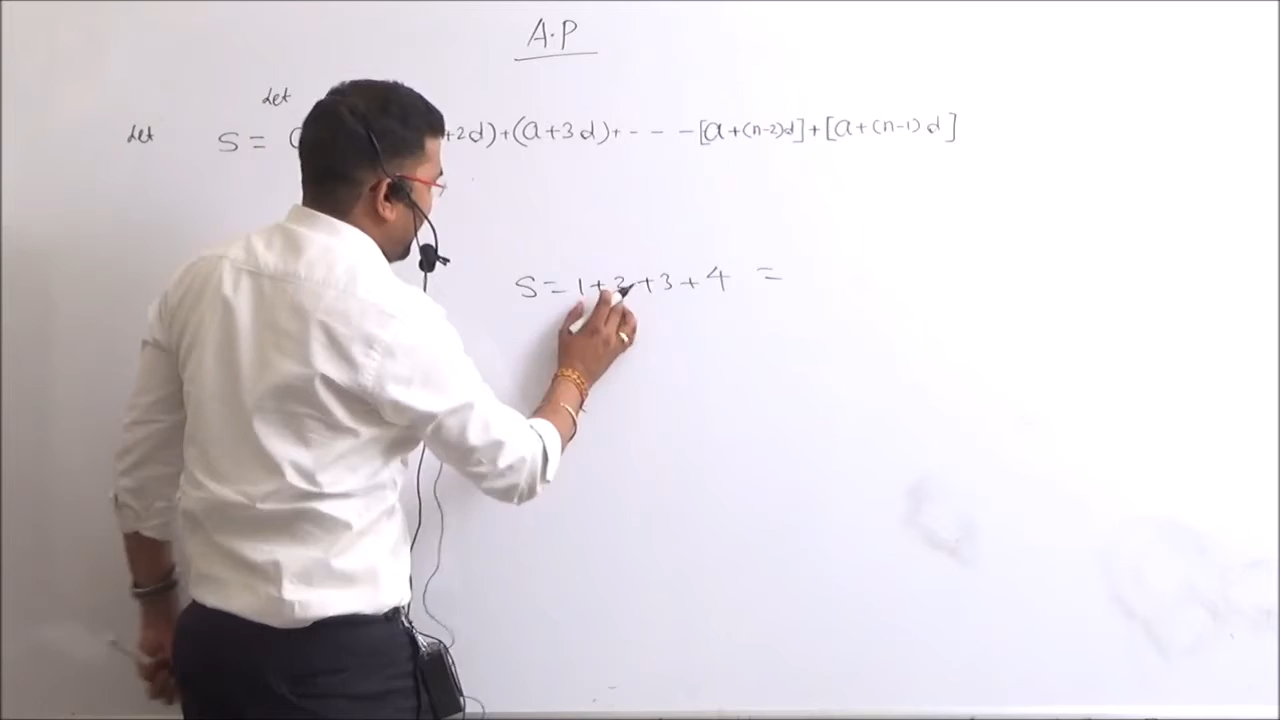 A.P
Let
Let S = +2d)+(a+3d)+ - - - [a+(n-2)d]+[a+(n-1)d]
S = 1+2+3+4 =